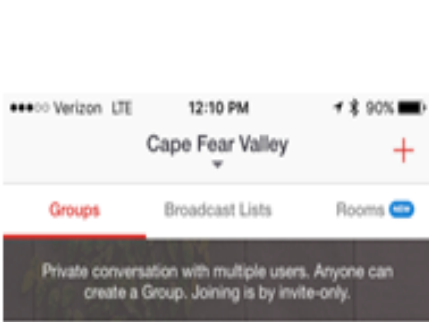 Verizon LTE 12:10 PM 90%
Cape Fear Valley
Groups Broadcast Lists Rooms NEW
Private conversation with multiple users. Anyone can
create a Group. Joining is by invite-only.